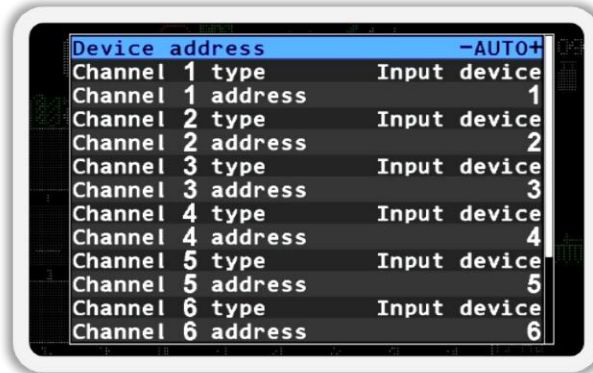 Device address -AUTO+
Channel 1 type Input device
Channel 1 address 1
Channel 2 type Input device
Channel 2 address 2
Channel 3 type Input device
Channel 3 address 3
Channel 4 type Input device
Channel 4 address 4
Channel 5 type Input device
Channel 5 address 5
Channel 6 type Input device
Channel 6 address 6